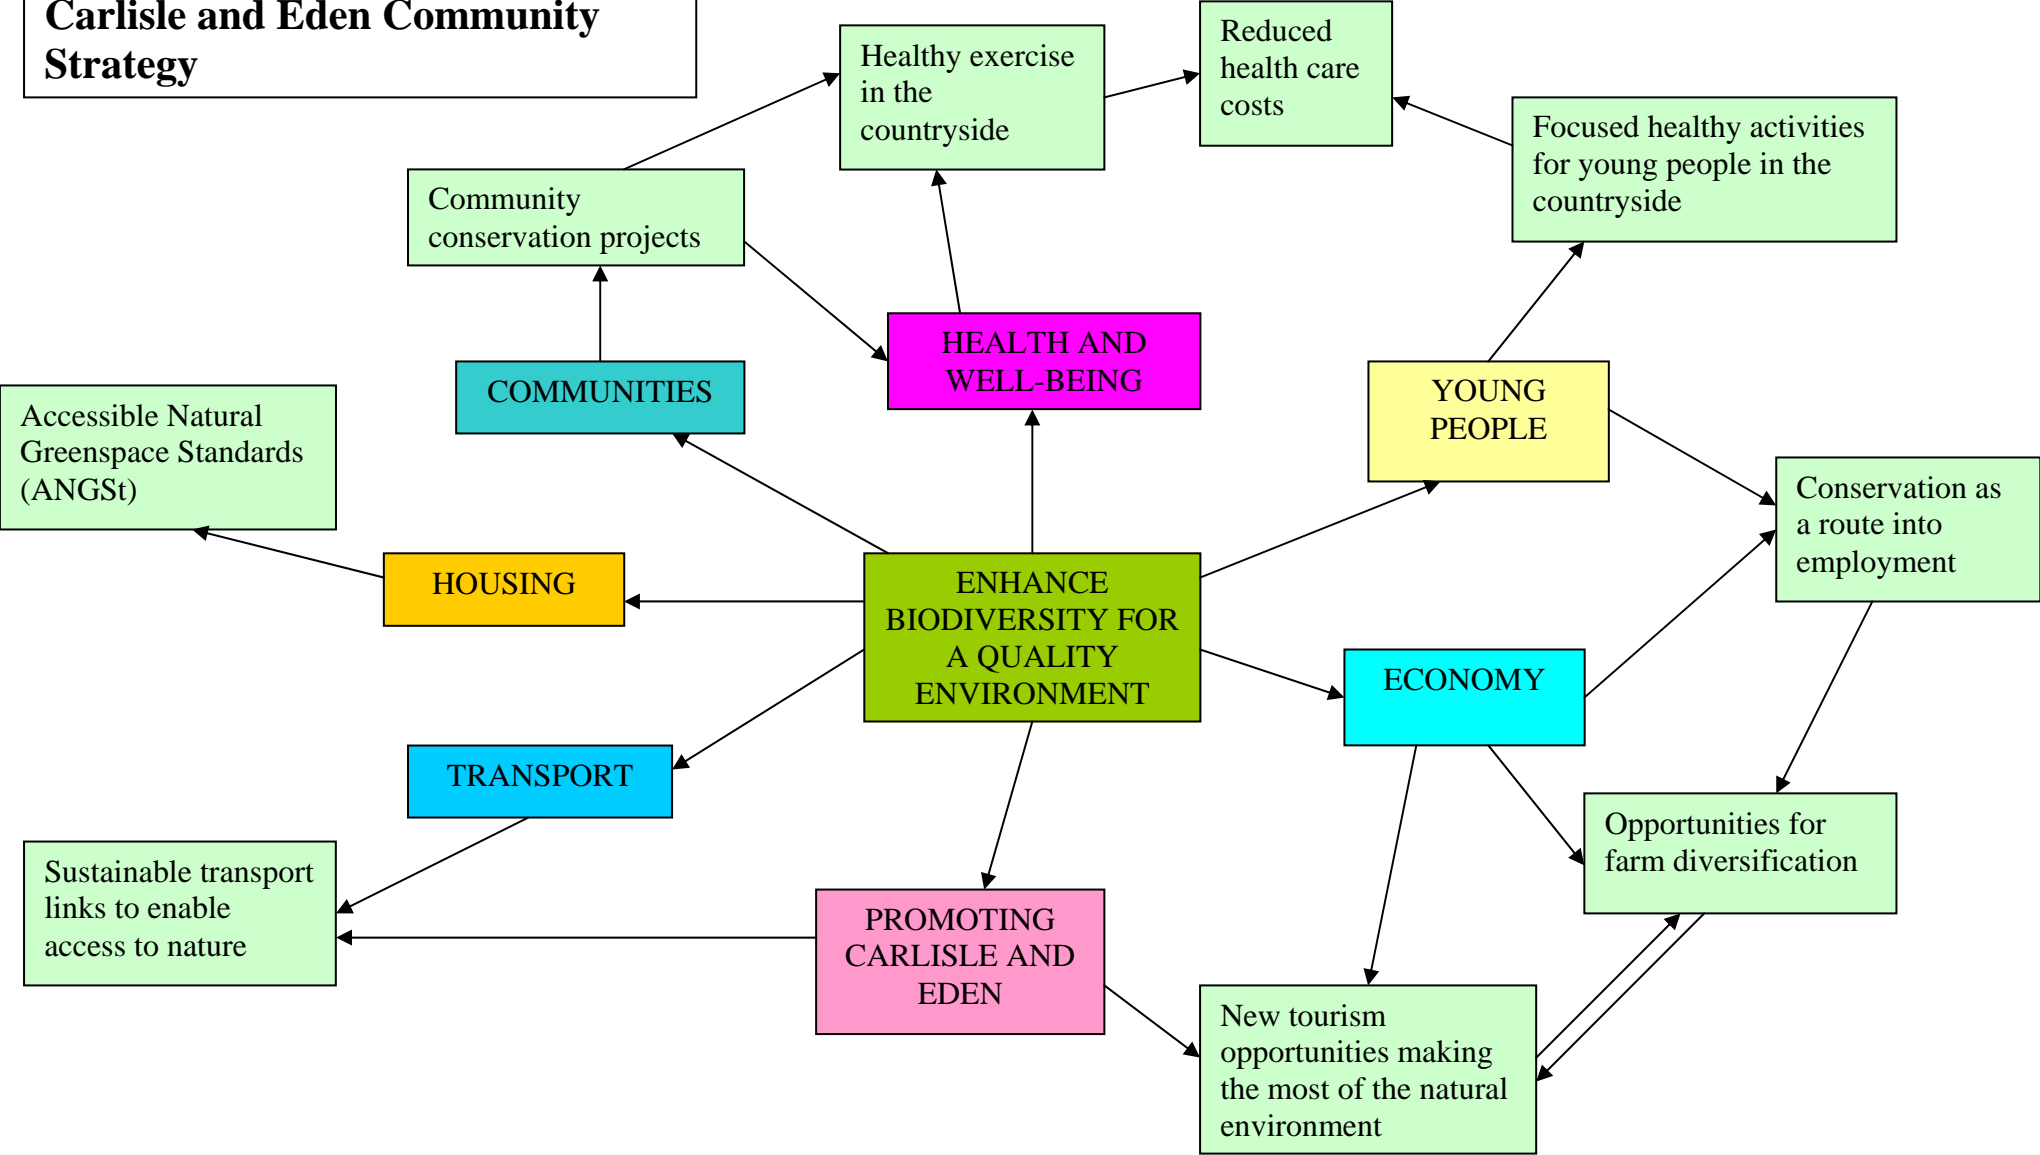 Carlisle and Eden Community
Strategy
Healthy exercise
in the
countryside
Reduced
health care
costs
Focused healthy activities
for young people in the
countryside
Community
conservation projects
HEALTH AND
WELL-BEING
COMMUNITIES
YOUNG
PEOPLE
Accessible Natural
Greenspace Standards
(ANGSt)
Conservation as
a route into
employment
HOUSING
ENHANCE
BIODIVERSITY FOR
A QUALITY
ENVIRONMENT
ECONOMY
TRANSPORT
Opportunities for
farm diversification
Sustainable transport
links to enable
access to nature
PROMOTING
CARLISLE AND
EDEN
New tourism
opportunities making
the most of the natural
environment